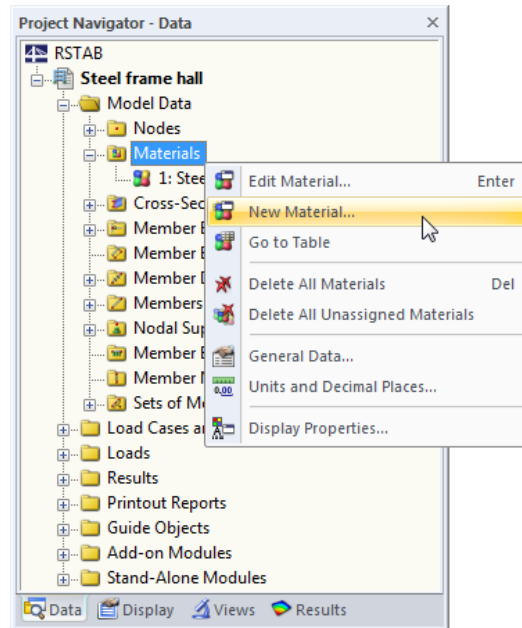 Project Navigator - Data
RSTAB
Steel frame hall
Model Data
Nodes
Materials
1: Stee
Cross-Sec
Member
Member
Member
Members
Nodal Sup
Member
Member
Sets of M
Load Cases a
Loads
Results
Printout Reports
Guide Objects
Add-on Modules
Stand-Alone Modules
Edit Material... Enter
New Material...
Go to Table
Delete All Materials Del
Delete All Unassigned Materials
General Data...
0.00 Units and Decimal Places...
Display Properties...
Data Display Views Results